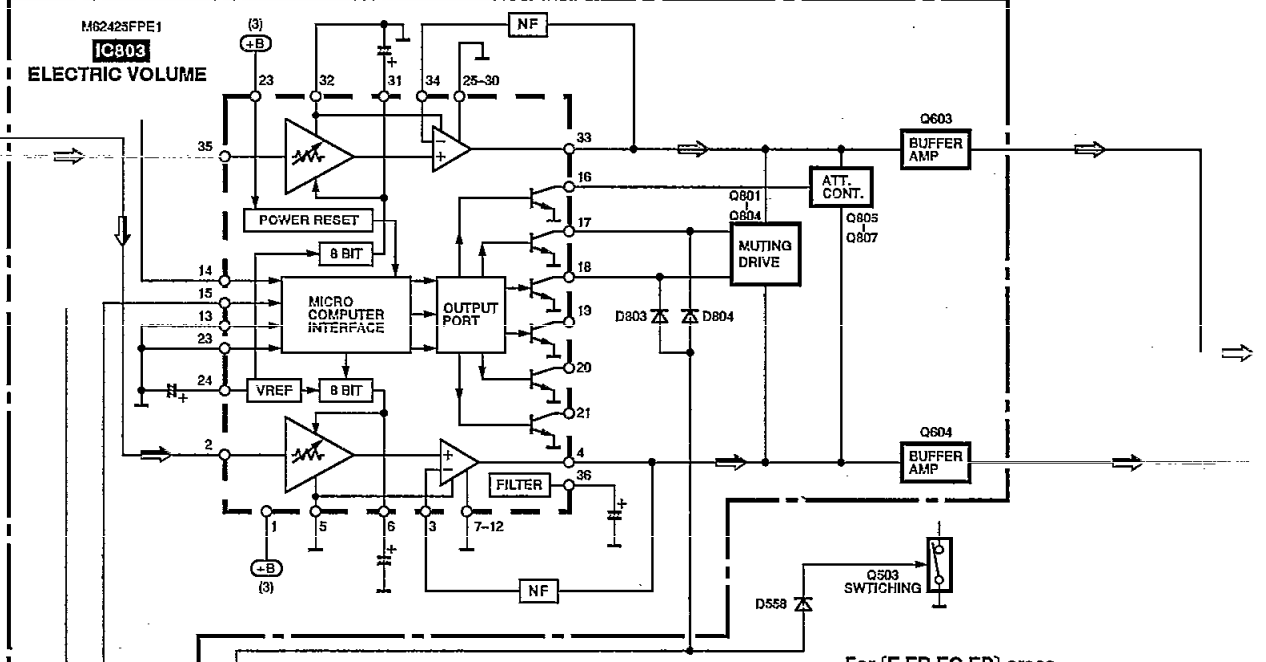 M62425FPE1
IC803
ELECTRIC VOLUME
(3)
+B
23
32
31
34
25-30
NF
+
35
-
+
33
16
17
18
19
20
21
4
36
POWER RESET
8 BIT
14
15
13
23
24
+
MICRO
COMPUTER
INTERFACE
OUTPUT
PORT
VREF
8 BIT
2
+
-
FILTER
+
1
5
6
3
7-12
+B
(3)
+
NF
Q603
BUFFER
AMP
ATT.
CONT.
Q801
Q804
Q805
Q807
MUTING
DRIVE
D803
D804
Q604
BUFFER
AMP
Q503
SWTICHING
D558